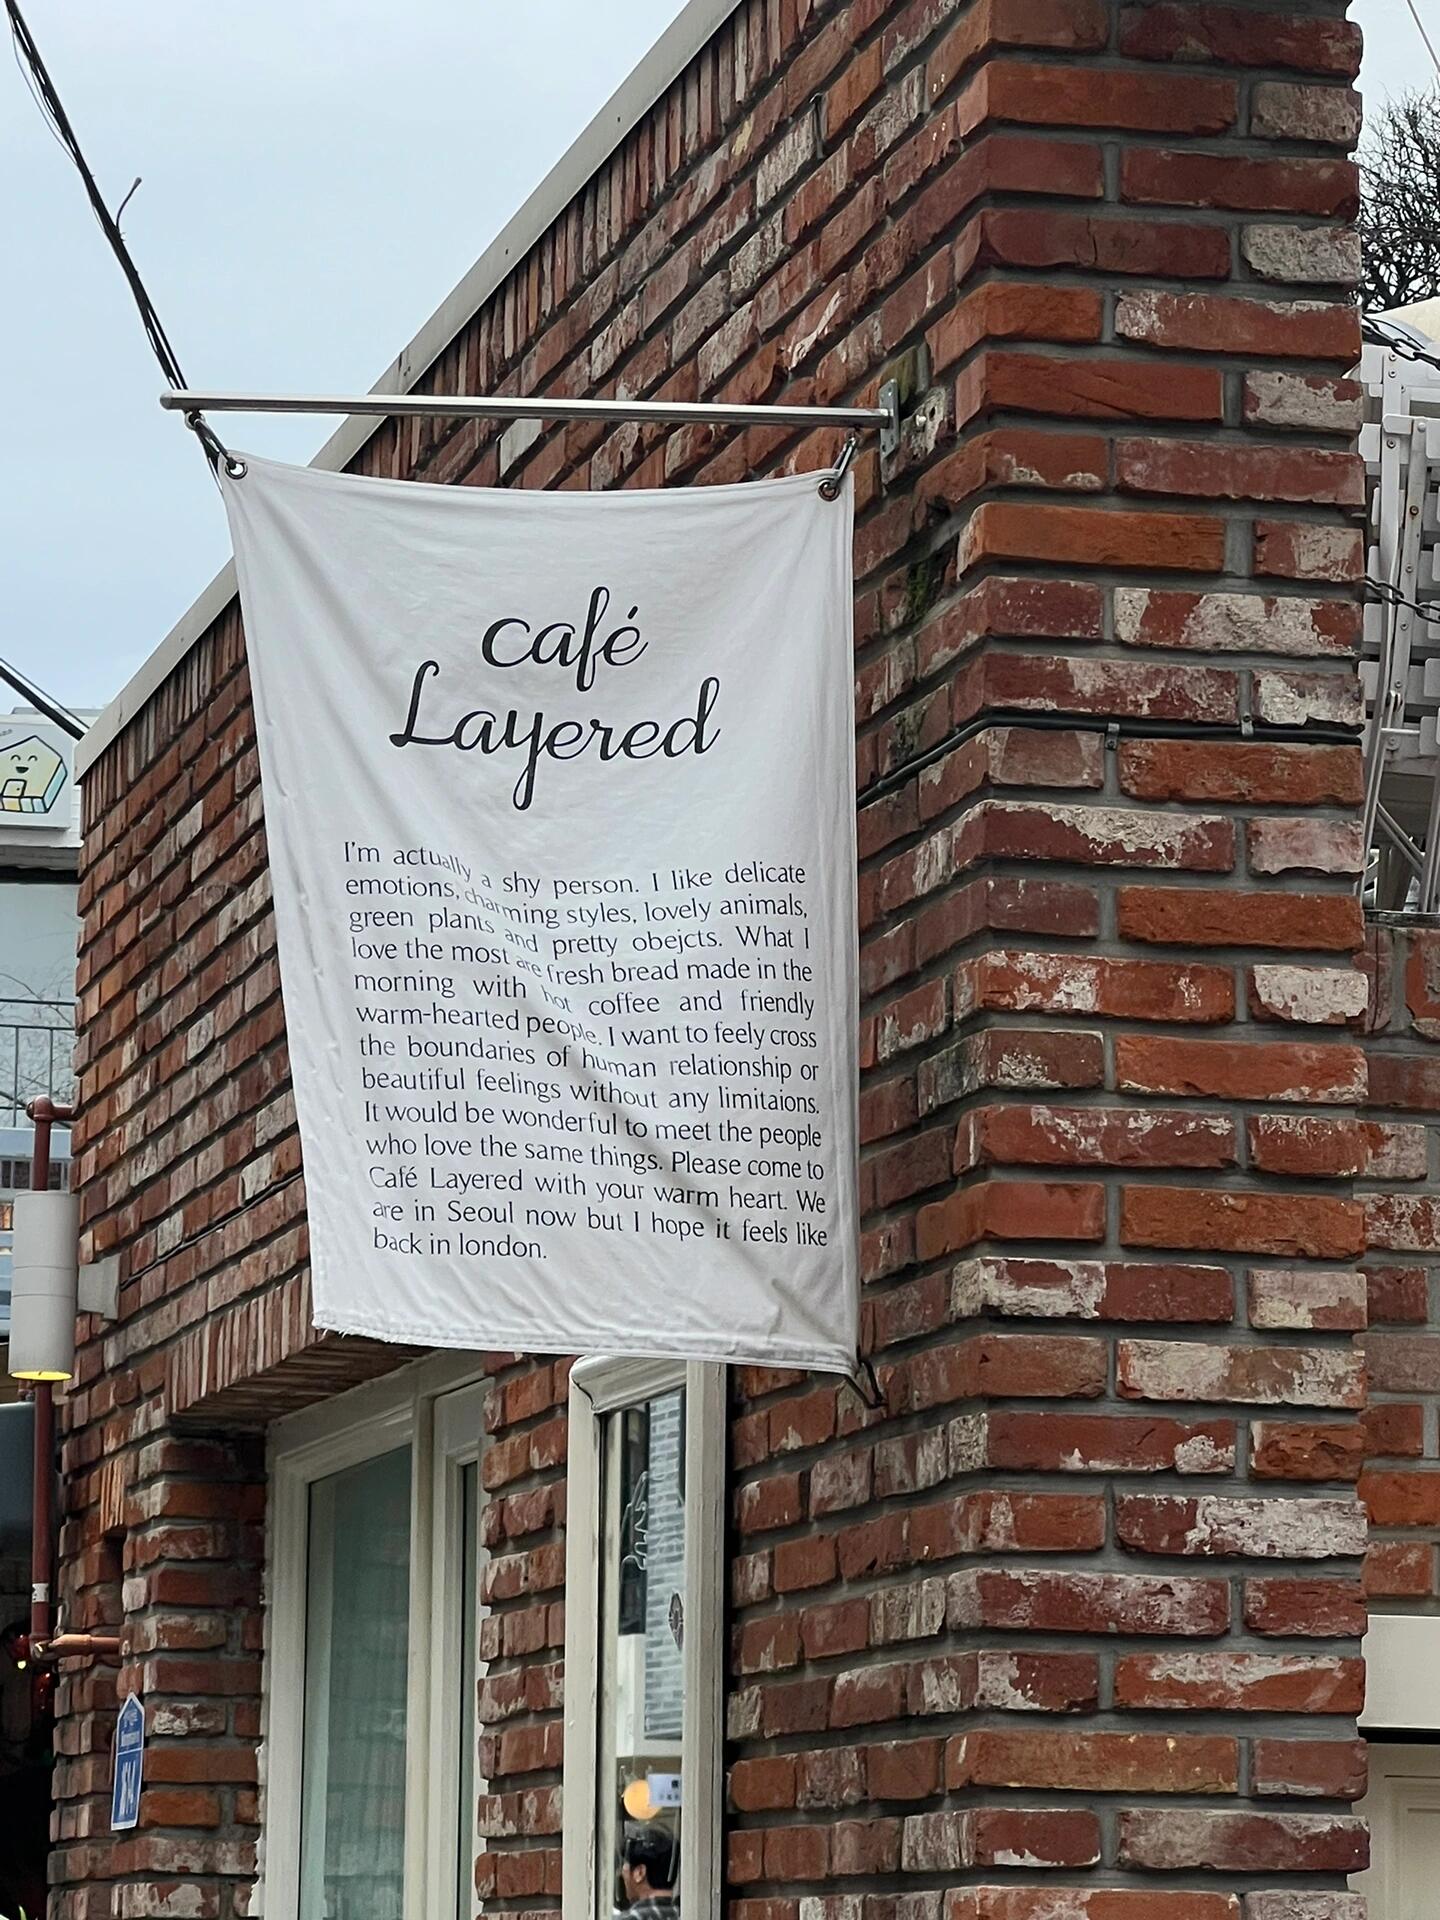 café
Layered
I'm actually a shy person. I like delicate
emotions, charming styles, lovely animals,
green plants and pretty obejcts. What I
love the most are fresh bread made in the
morning with hot coffee and friendly
warm-hearted people. I want to feely cross
the boundaries of human relationship or
beautiful feelings without any limitaions.
It would be wonderful to meet the people
who love the same things. Please come to
Café Layered with your warm heart. We
are in Seoul now but I hope it feels like
back in london.